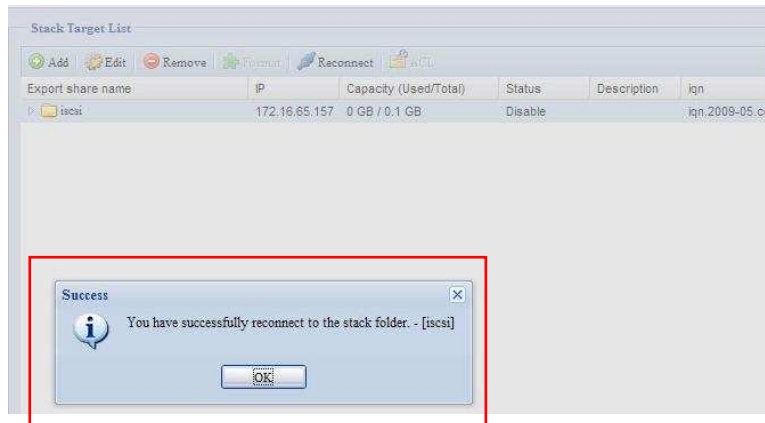 Stack Target List
Add Edit Remove Format Reconnect ACL
Export share name IP Capacity (Used/Total) Status Description iqn
iscsi 172.16.65.157 0 GB / 0.1 GB Disable iqn.2009-05.c
Success
You have successfully reconnect to the stack folder. - [iscsi]
OK